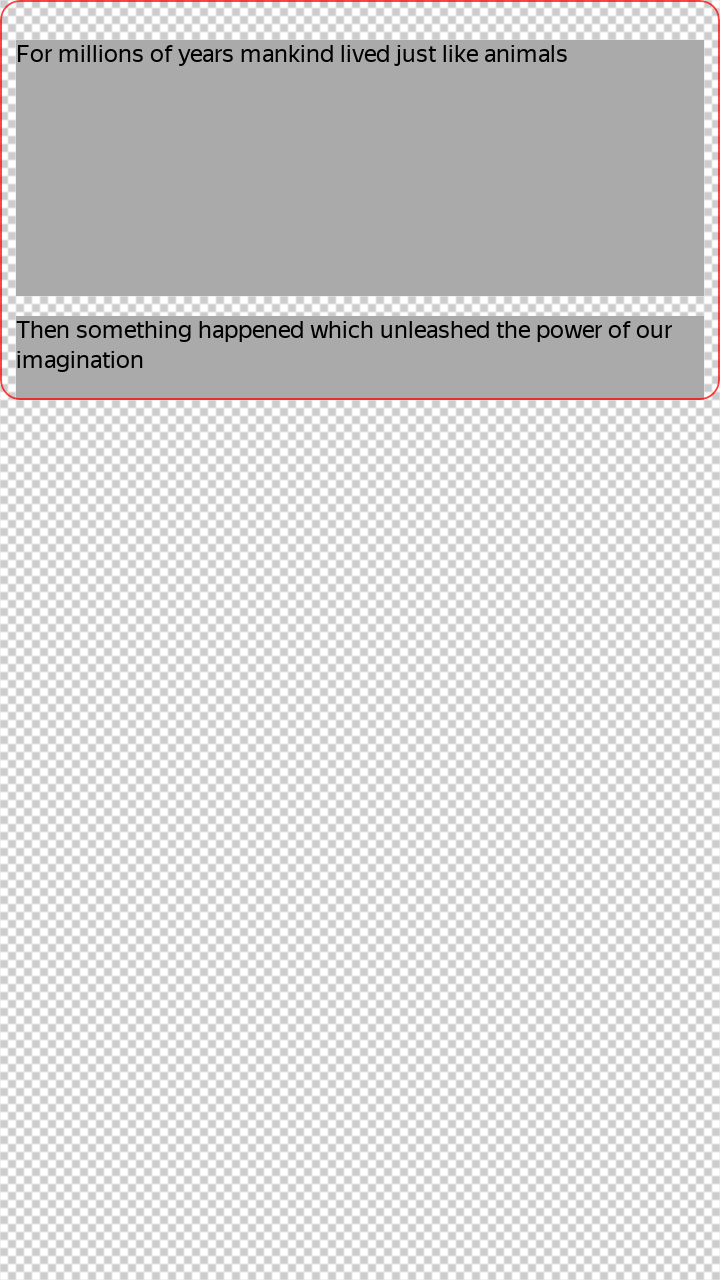 For millions of years mankind lived just like animals
Then something happened which unleashed the power of our
imagination